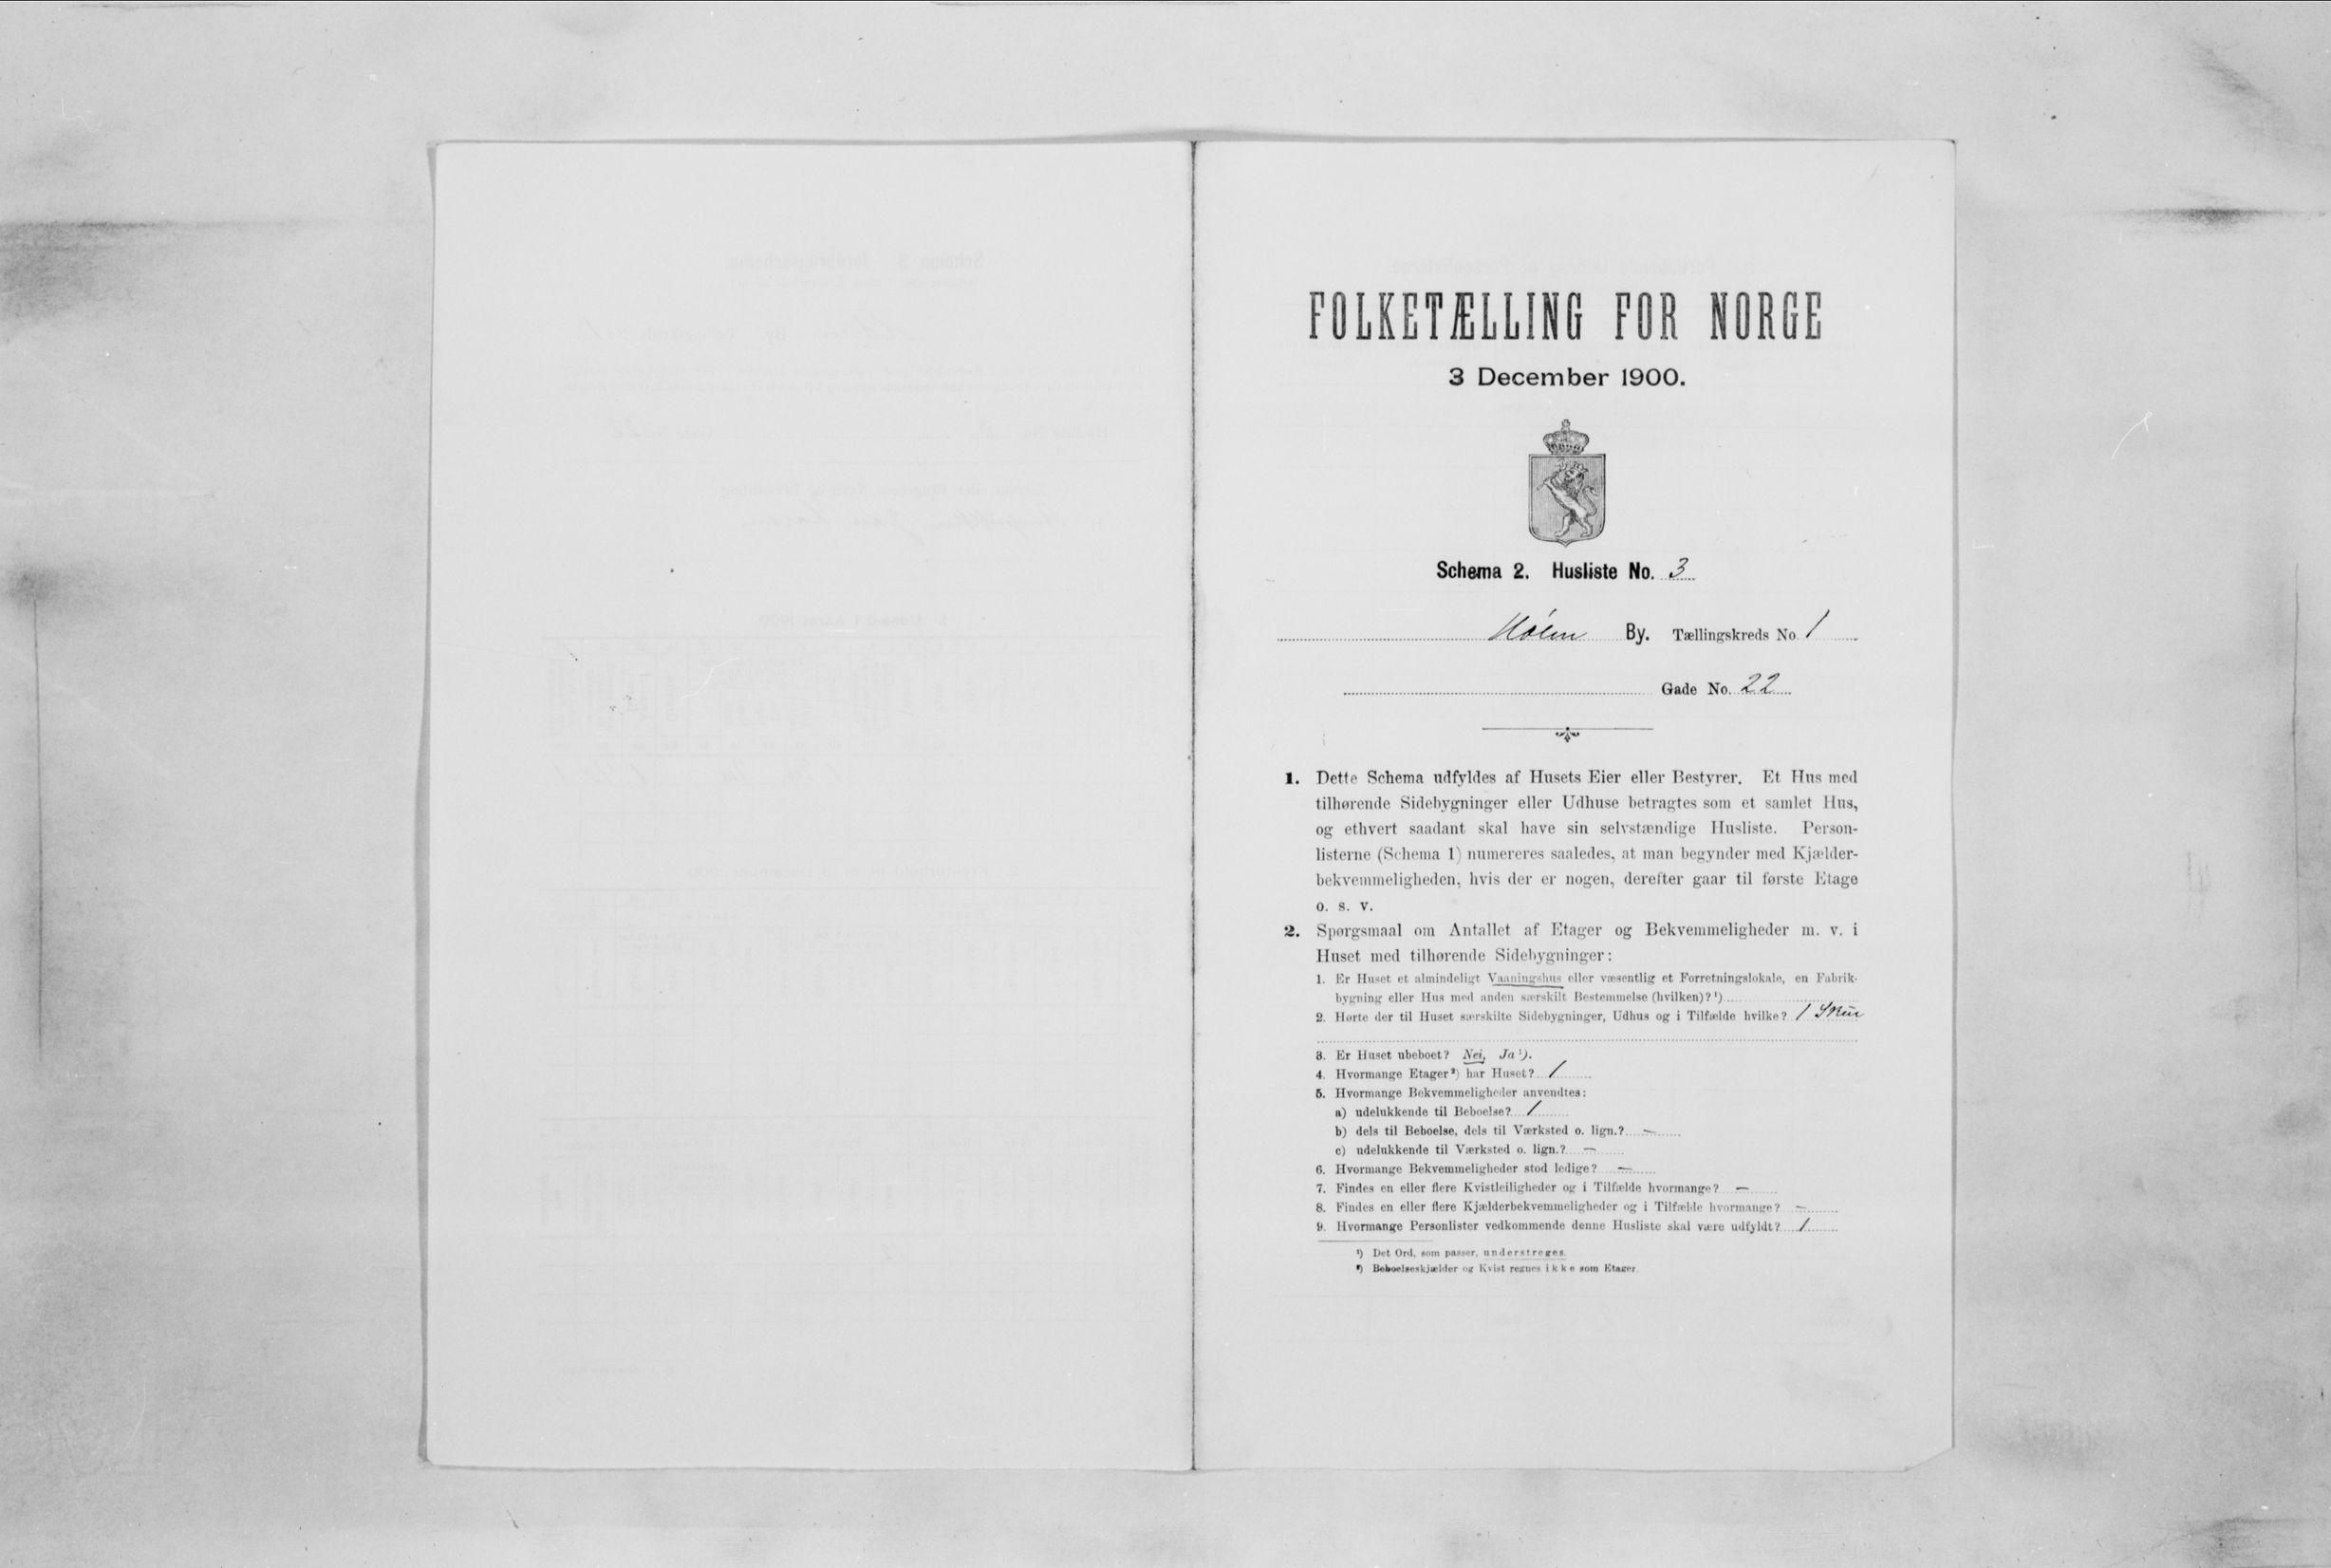 FOLKETÆLLING FOR NORGE
3 December 1900.
Schema 2. Husliste No. 3
Hølen By. Tællingskreds No. 1
Gade No. 22
1. Dette Schema udfyldes af Husets Eier eller Bestyrer. Et Hus med
tilhørende Sidebygninger eller Udhuse betragtes som et samlet Hus,
og ethvert saadant skal have sin selvstændige Husliste. Person-
listerne (Schema 1) numereres saaledes, at man begynder med Kjælder-
bekvemmeligheden, hvis der er nogen, derefter gaar til første Etage
o. s. v.
2. Spørgsmaal om Antallet af Etager og Bekvemmeligheder m. v. i
Huset med tilhørende Sidebygninger:
1. Er Huset et almindeligt Vaaningshus eller væsentlig et Forretningslokale, en Fabrik-
bygning eller Hus med anden særskilt Bestemmelse (hvilken)? ¹)
2. Hørte der til Huset særskilte Sidebygninger, Udhus og i Tilfælde hvilke? 1 Skur
3. Er Huset ubeboet? Nei, Ja ¹).
4. Hvormange Etager ²) har Huset? 1
5. Hvormange Bekvemmeligheder anvendtes:
a) udelukkende til Beboelse? 1
b) dels til Beboelse, dels til Værksted o. lign.? —
c) udelukkende til Værksted o. lign.? —
6. Hvormange Bekvemmeligheder stod ledige? —
7. Findes en eller flere Kvistleiligheder og i Tilfælde hvormange? —
8. Findes en eller flere Kjælderbekvemmeligheder og i Tilfælde hvormange? —
9. Hvormange Personlister vedkommende denne Husliste skal være udfyldt? 1
¹) Det Ord, som passer, understreges.
²) Beboelseskjælder og Kvist regnes ikke som Etager.